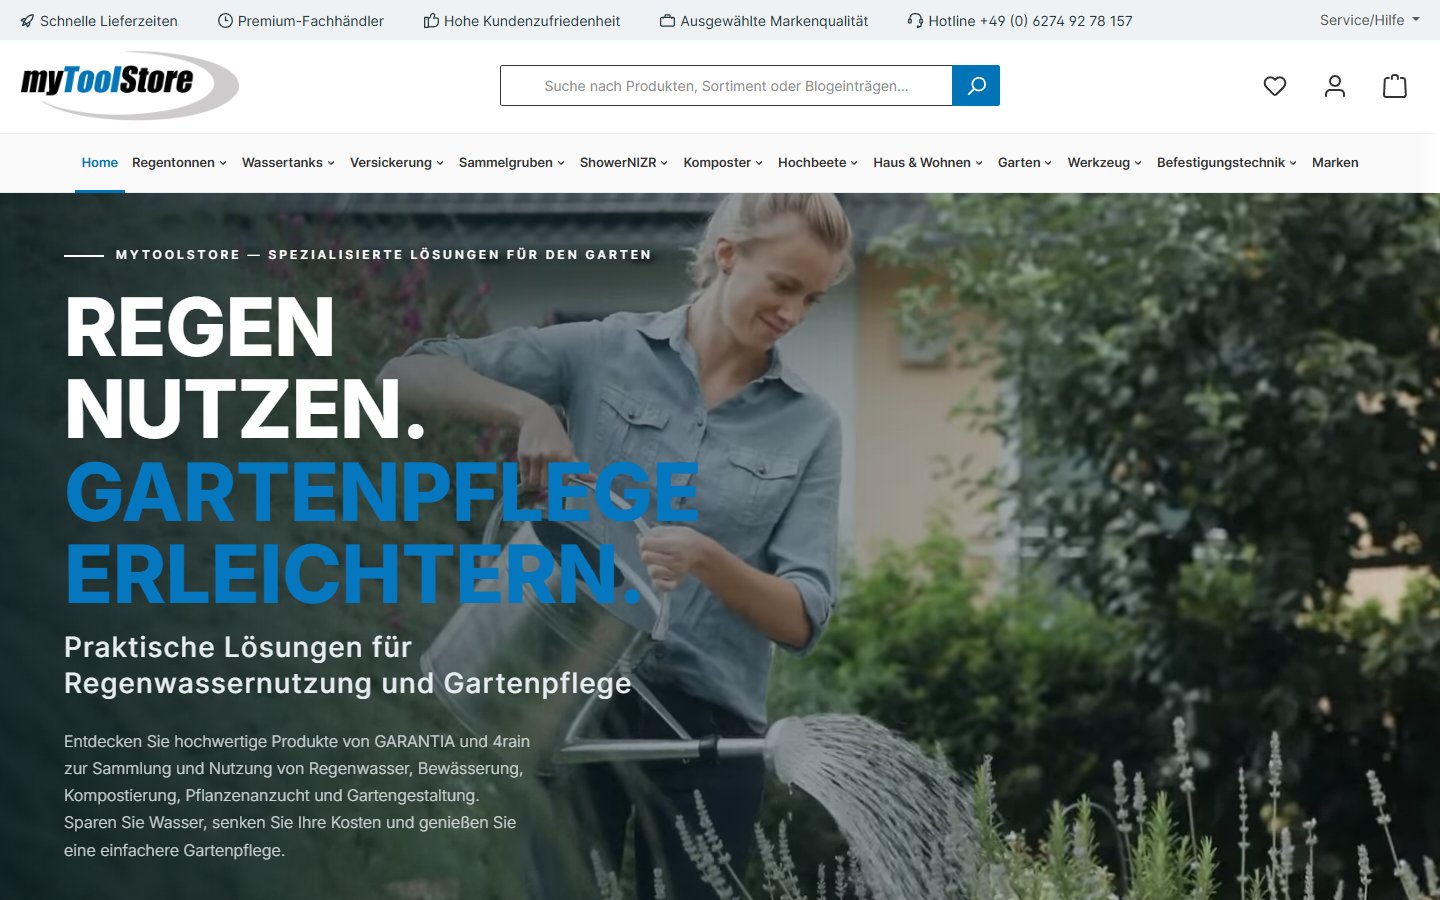 Schnelle Lieferzeiten
Premium-Fachhändler
Hohe Kundenzufriedenheit
Ausgewählte Markenqualität
Hotline +49 (0) 6274 92 78 157
Service/Hilfe
myToolStore
Suche nach Produkten, Sortiment oder Blogeinträgen...
Home
Regentonnen
Wassertanks
Versickerung
Sammelgruben
ShowerNIZR
Komposter
Hochbeete
Haus & Wohnen
Garten
Werkzeug
Befestigungstechnik
Marken
MYTOOLSTORE — SPEZIALISIERTE LÖSUNGEN FÜR DEN GARTEN
REGEN
NUTZEN.
GARTENPFLEGE
ERLEICHTERN.
Praktische Lösungen für
Regenwassernutzung und Gartenpflege
Entdecken Sie hochwertige Produkte von GARANTIA und 4rain
zur Sammlung und Nutzung von Regenwasser, Bewässerung,
Kompostierung, Pflanzenanzucht und Gartengestaltung.
Sparen Sie Wasser, senken Sie Ihre Kosten und genießen Sie
eine einfachere Gartenpflege.